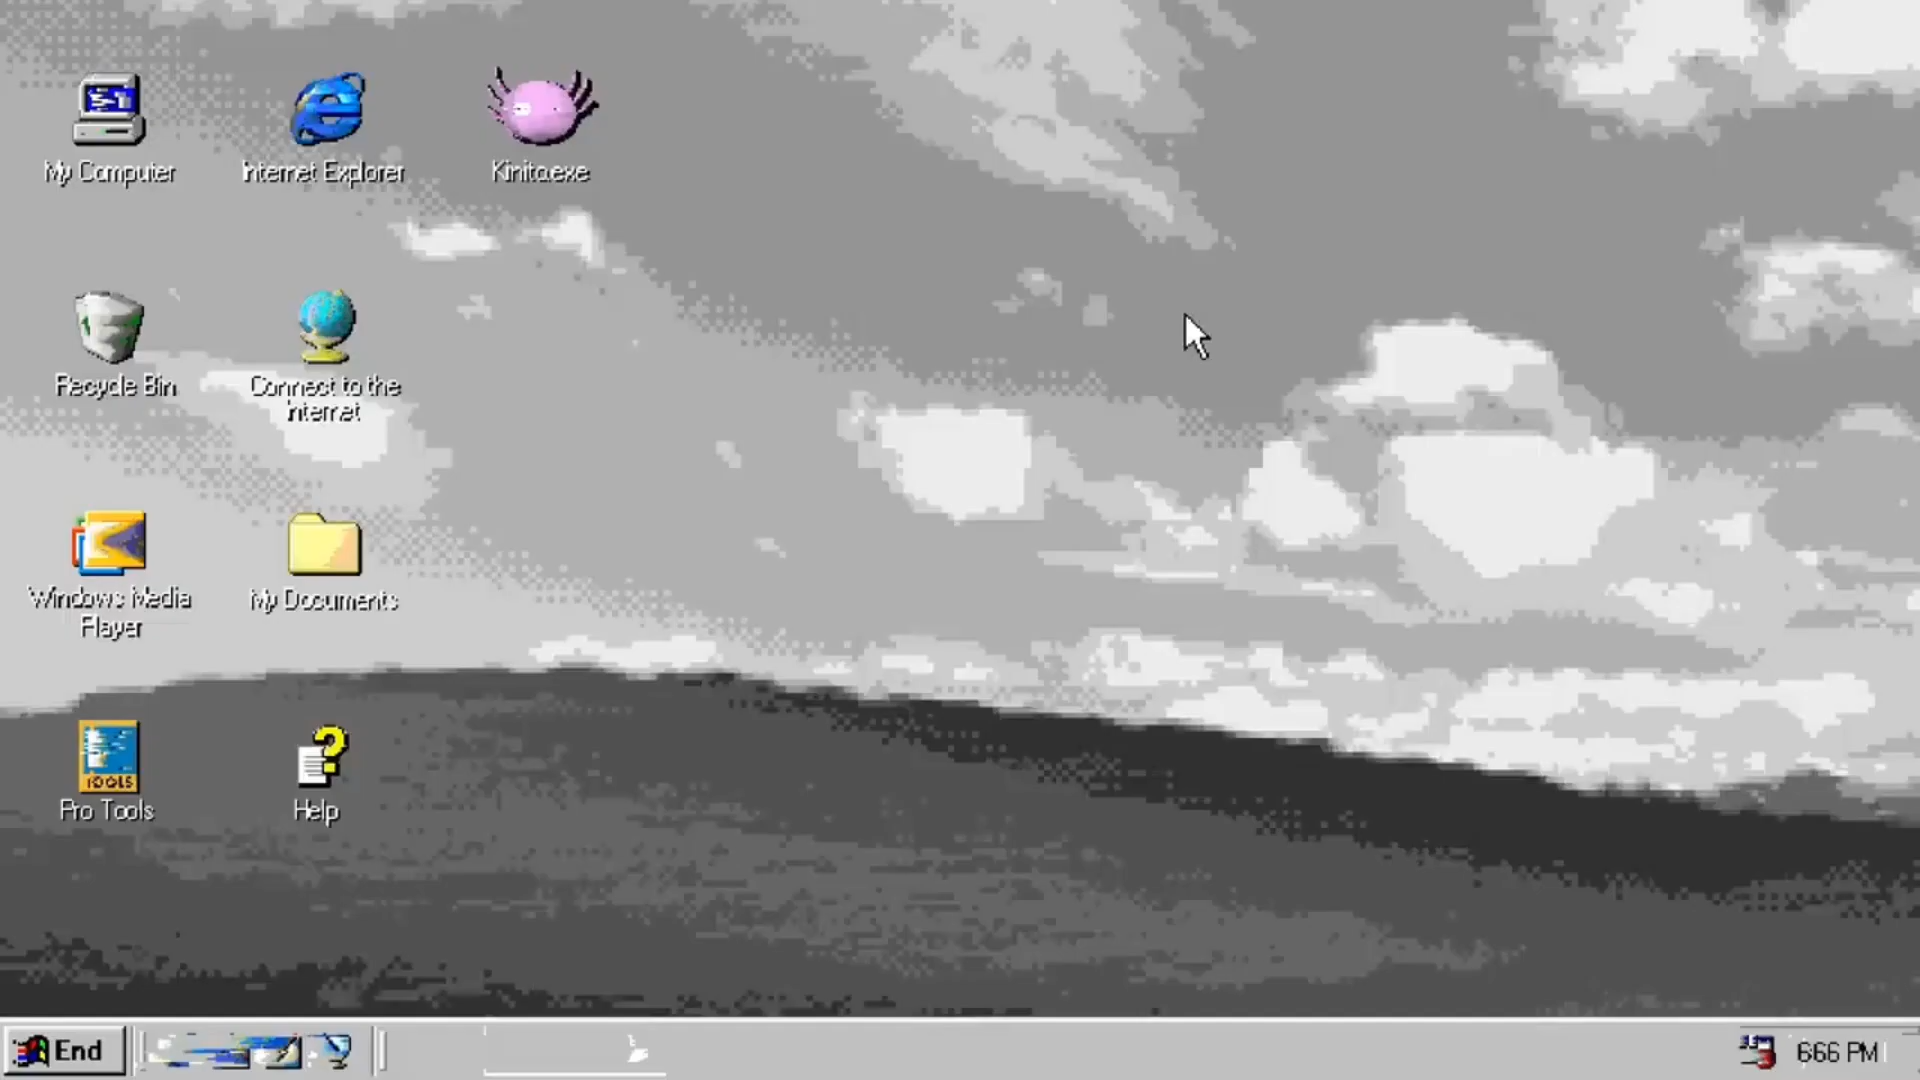 My Computer
Internet Explorer
Kinito.exe
Recycle Bin
Connect to the
Internet
Windows Media
Player
My Documents
TOOLS
Pro Tools
Help
End
6:66 PM